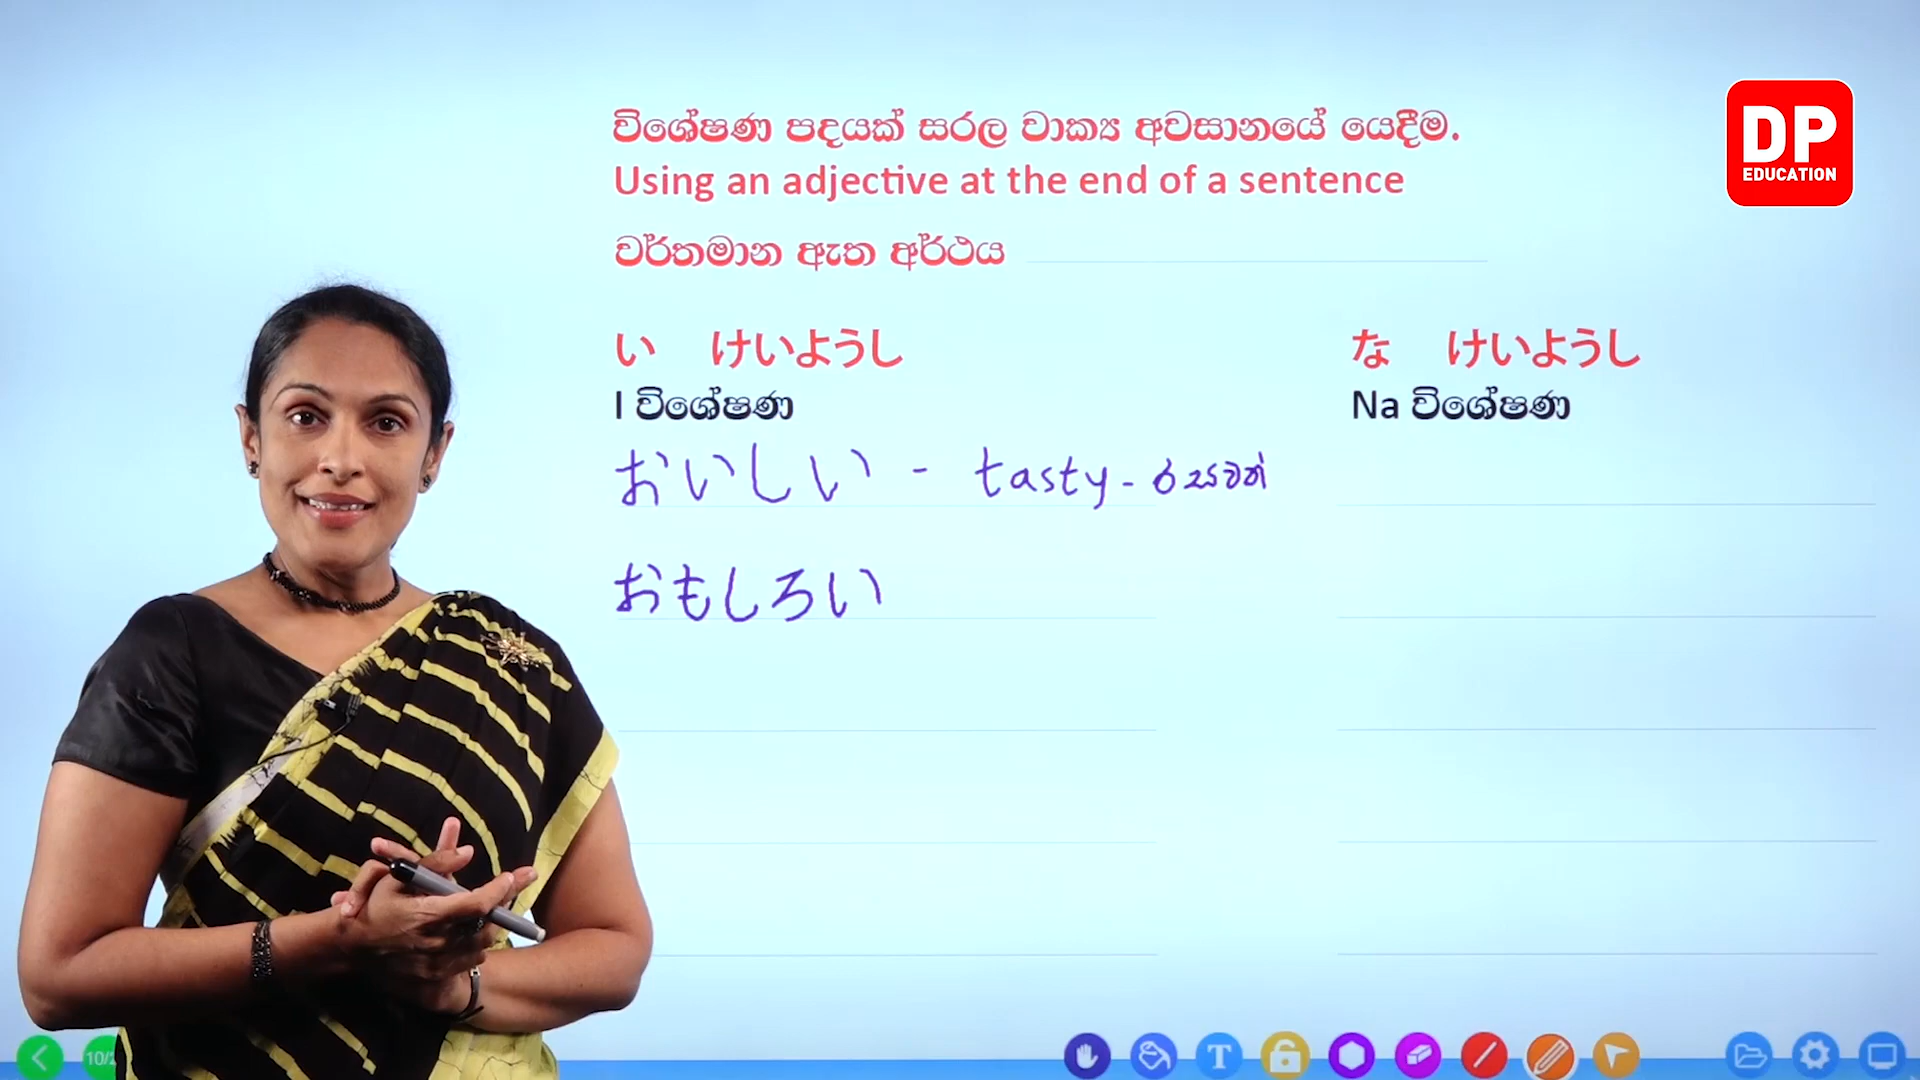 විශේෂණ පදයක් සරල වාක්‍ය අවසානයේ යෙදීම.
Using an adjective at the end of a sentence
වර්තමාන ඇත අර්ථය
い けいようし
I විශේෂණ
おいしい - tasty - රසවත්
おもしろい
な けいようし
Na විශේෂණ
DP
EDUCATION
T